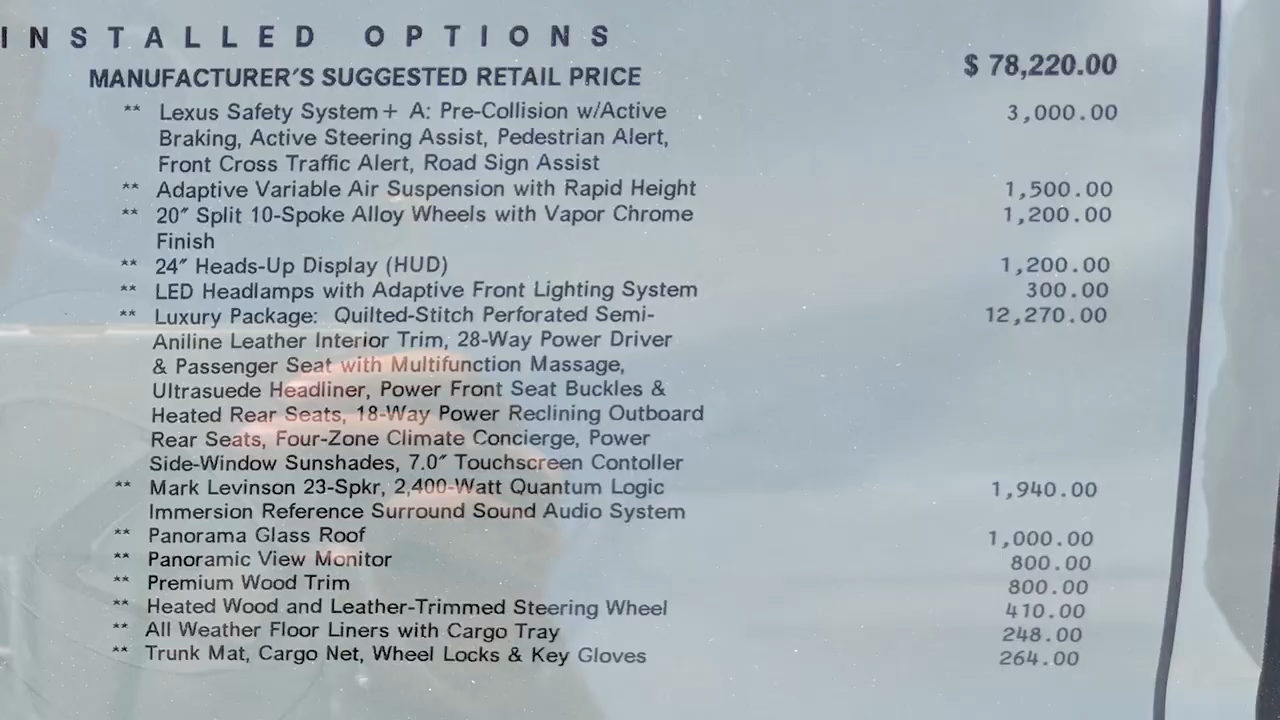 INSTALLED OPTIONS
MANUFACTURER'S SUGGESTED RETAIL PRICE $ 78,220.00
** Lexus Safety System+ A: Pre-Collision w/Active 3,000.00
Braking, Active Steering Assist, Pedestrian Alert,
Front Cross Traffic Alert, Road Sign Assist
** Adaptive Variable Air Suspension with Rapid Height 1,500.00
** 20″ Split 10-Spoke Alloy Wheels with Vapor Chrome 1,200.00
Finish
** 24″ Heads-Up Display (HUD) 1,200.00
** LED Headlamps with Adaptive Front Lighting System 300.00
** Luxury Package: Quilted-Stitch Perforated Semi- 12,270.00
Aniline Leather Interior Trim, 28-Way Power Driver
& Passenger Seat with Multifunction Massage,
Ultrasuede Headliner, Power Front Seat Buckles &
Heated Rear Seats, 18-Way Power Reclining Outboard
Rear Seats, Four-Zone Climate Concierge, Power
Side-Window Sunshades, 7.0″ Touchscreen Contoller
** Mark Levinson 23-Spkr, 2,400-Watt Quantum Logic 1,940.00
Immersion Reference Surround Sound Audio System
** Panorama Glass Roof 1,000.00
** Panoramic View Monitor 800.00
** Premium Wood Trim 800.00
** Heated Wood and Leather-Trimmed Steering Wheel 410.00
** All Weather Floor Liners with Cargo Tray 248.00
** Trunk Mat, Cargo Net, Wheel Locks & Key Gloves 264.00